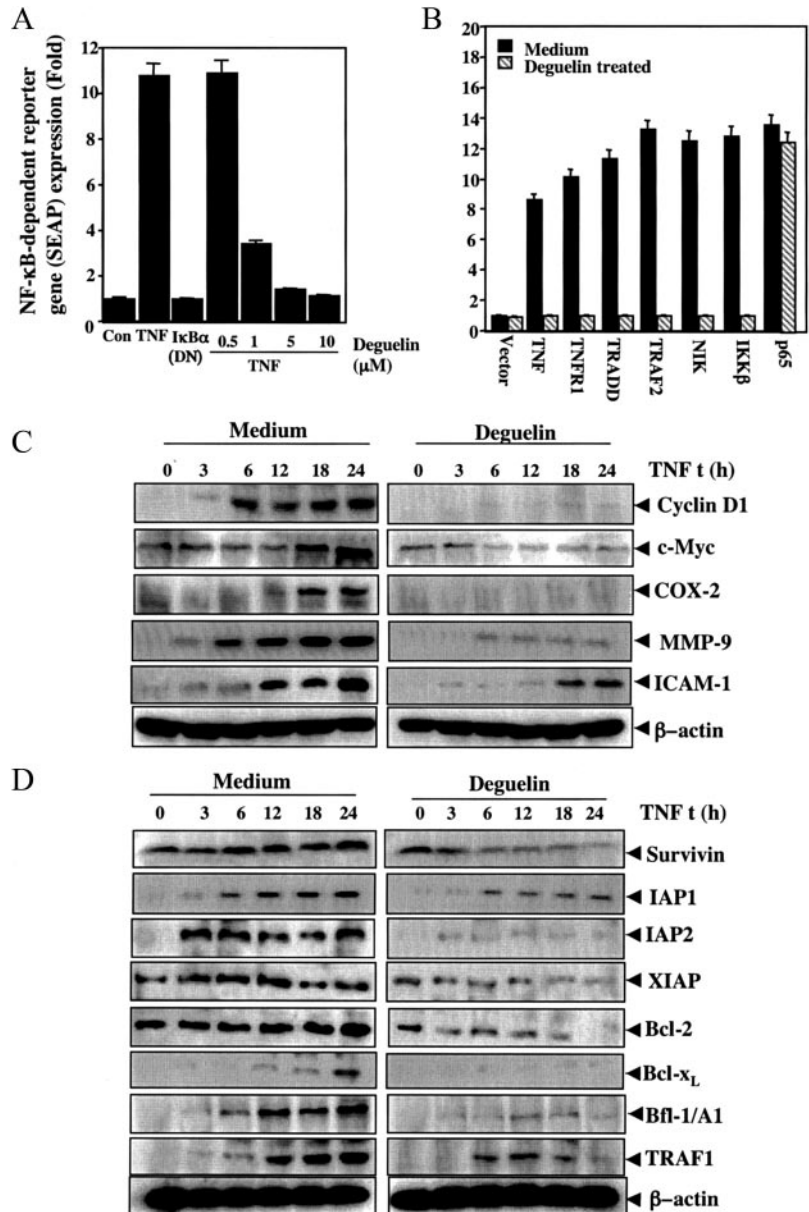 A
NF-κB-dependent reporter
gene (SEAP) expression (Fold)
12
10
8
6
4
2
0
Con TNF IκBα
(DN)
0.5 1 5 10 Deguelin
(μM)
TNF
B
14
12
10
8
6
4
2
0
Medium
Deguelin treated
Vector
TNF
TNFR1
TRADD
TRAF2
NIK
IKKβ
p65
C
Medium Deguelin
0 3 6 12 18 24 0 3 6 12 18 24 TNF t (h)
Cyclin D1
c-Myc
COX-2
MMP-9
ICAM-1
β-actin
D
Medium Deguelin
0 3 6 12 18 24 0 3 6 12 18 24 TNF t (h)
Survivin
IAP1
IAP2
XIAP
Bcl-2
Bcl-xL
Bfl-1/A1
TRAF1
β-actin